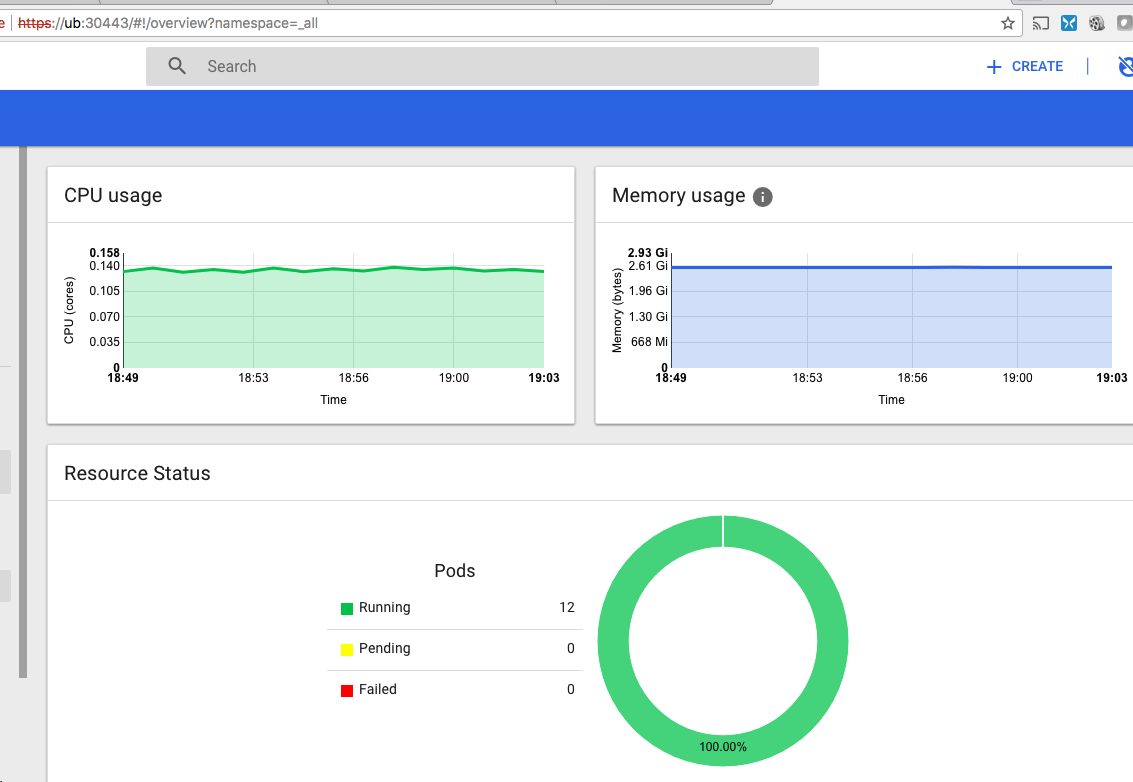 e https://ub:30443/#!/overview?namespace=_all
Search
CREATE
CPU usage
0.158
0.140
0.105
0.070
0.035
0
CPU (cores)
18:49 18:53 18:56 19:00 19:03
Time
Memory usage
2.93 Gi
2.61 Gi
1.96 Gi
1.30 Gi
668 Mi
0
Memory (bytes)
18:49 18:53 18:56 19:00 19:03
Time
Resource Status
Pods
Running 12
Pending 0
Failed 0
100.00%